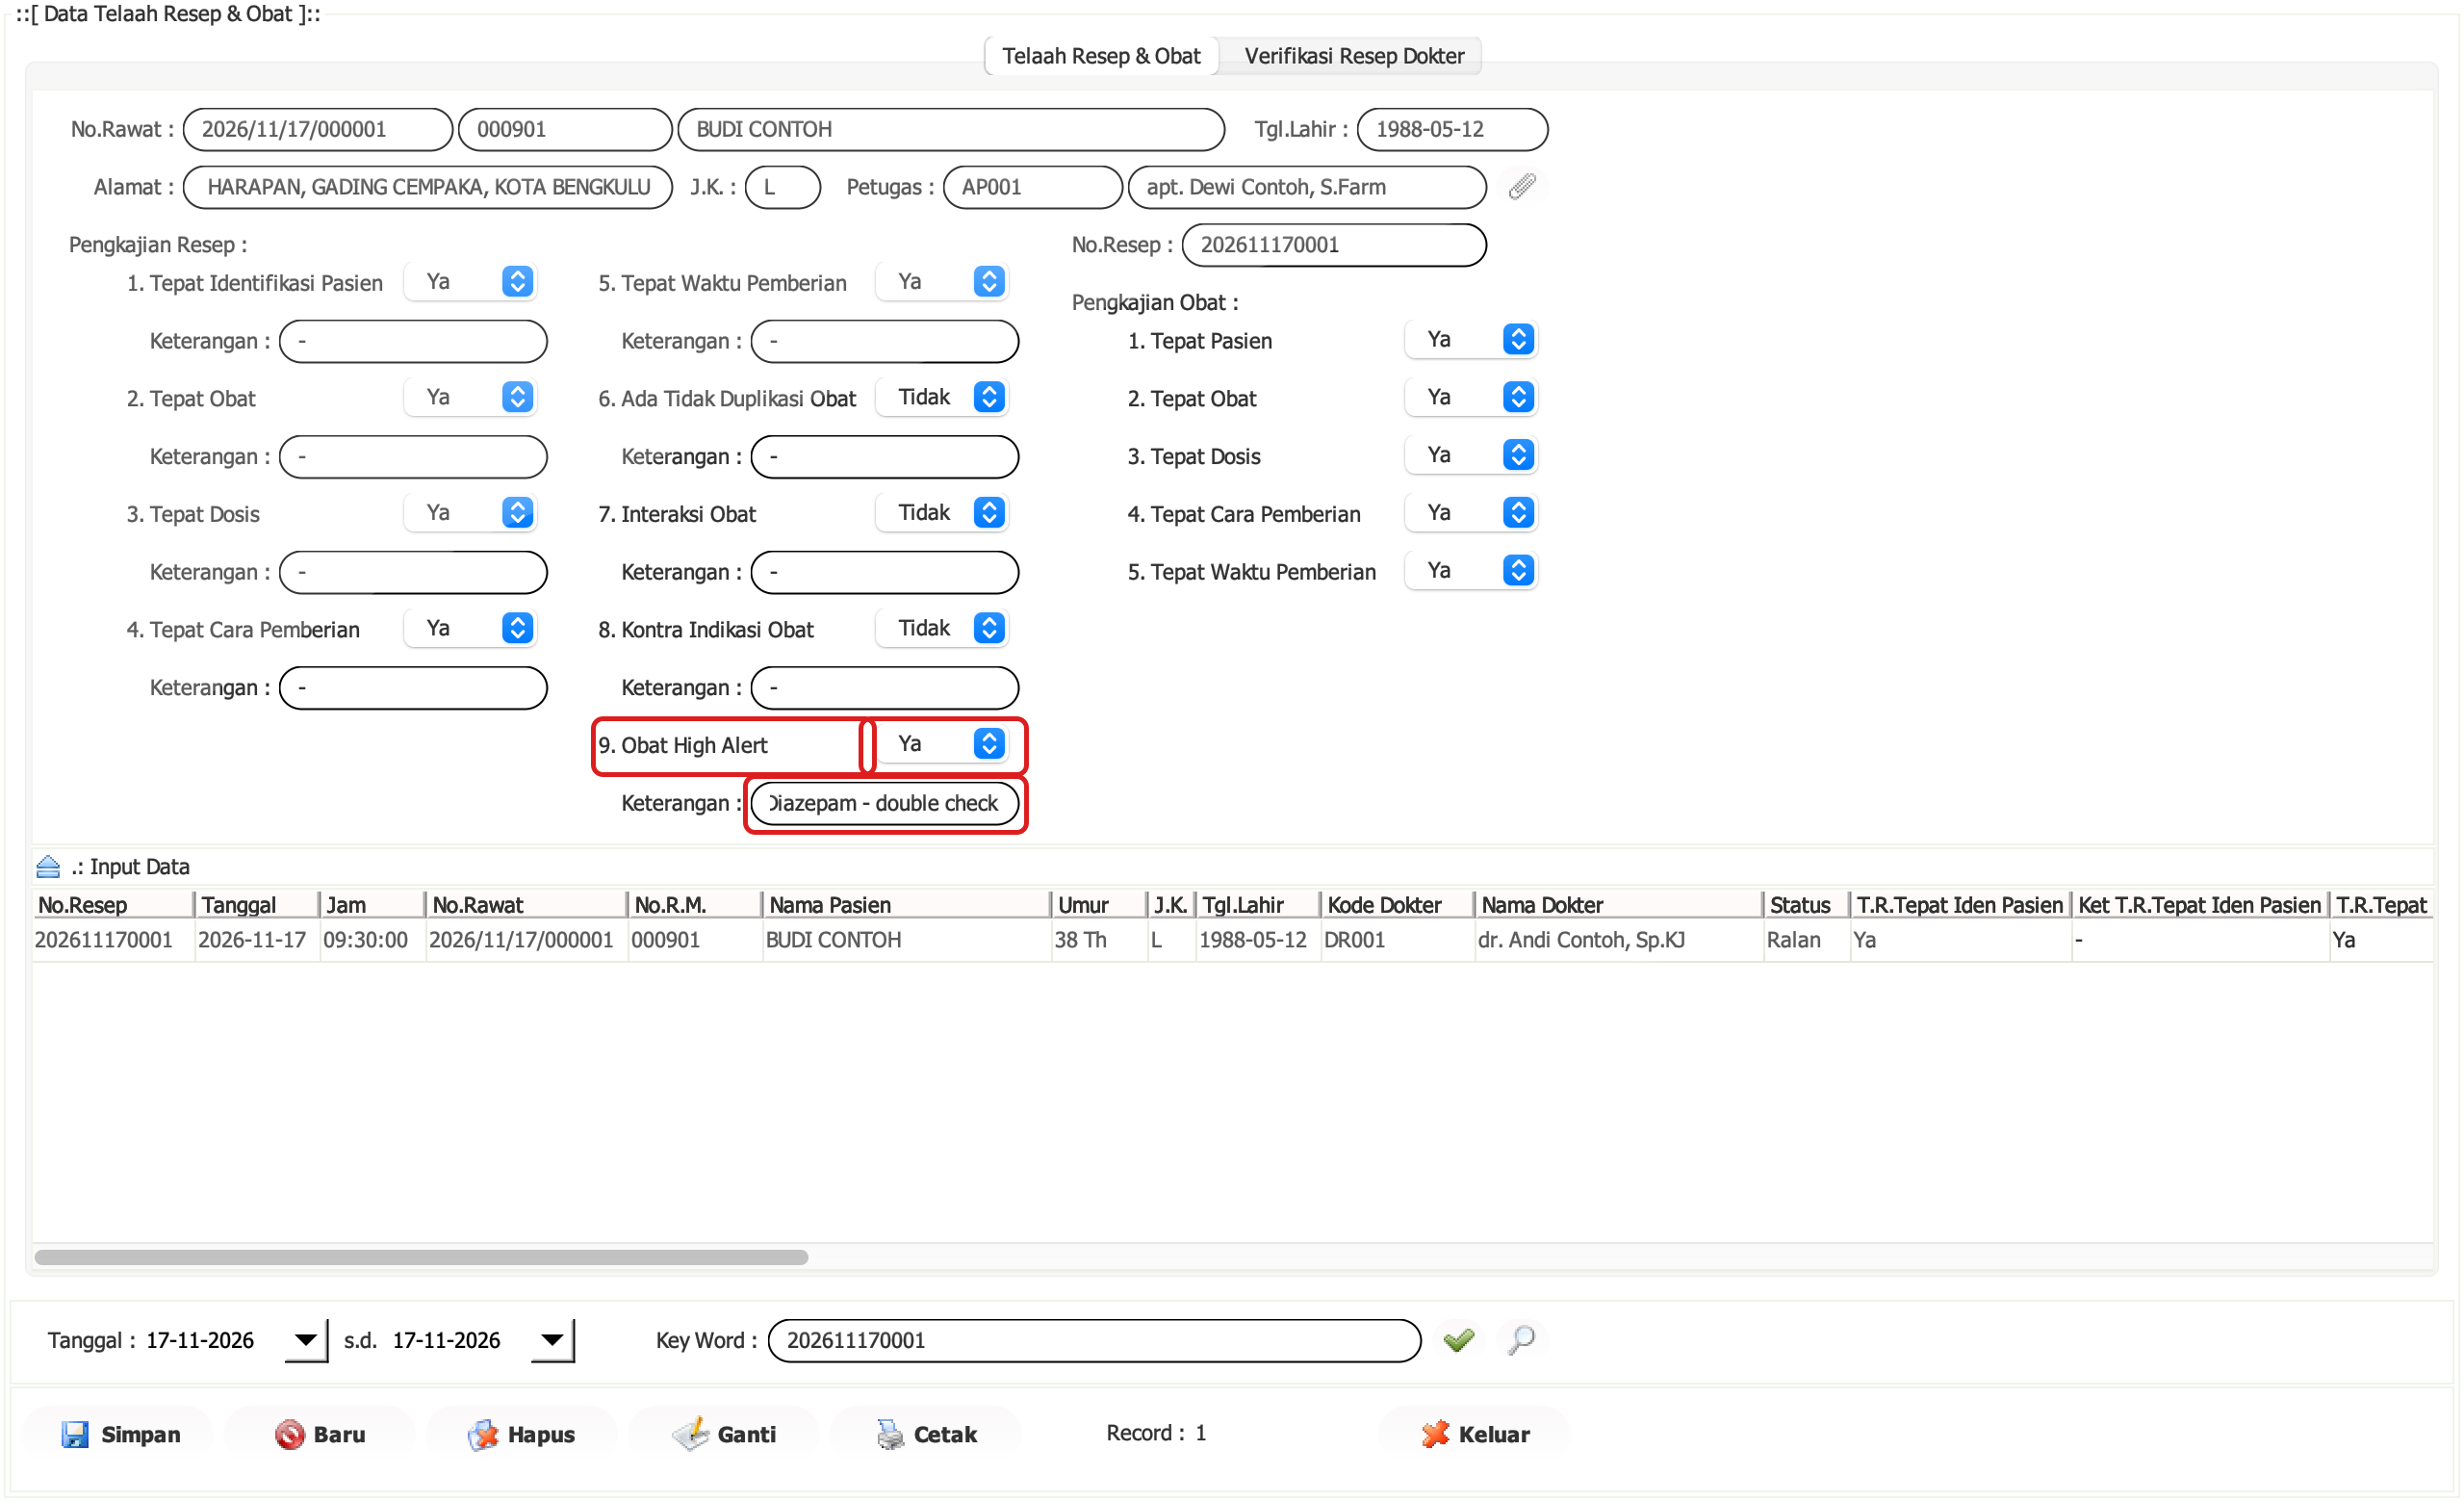 ::[ Data Telaah Resep & Obat ]::
Telaah Resep & Obat Verifikasi Resep Dokter
No.Rawat : 2026/11/17/000001 000901 BUDI CONTOH Tgl.Lahir : 1988-05-12
Alamat : HARAPAN, GADING CEMPAKA, KOTA BENGKULU J.K. : L Petugas : AP001 apt. Dewi Contoh, S.Farm
Pengkajian Resep :
1. Tepat Identifikasi Pasien Ya
Keterangan : -
2. Tepat Obat Ya
Keterangan : -
3. Tepat Dosis Ya
Keterangan : -
4. Tepat Cara Pemberian Ya
Keterangan : -
5. Tepat Waktu Pemberian Ya
Keterangan : -
6. Ada Tidak Duplikasi Obat Tidak
Keterangan : -
7. Interaksi Obat Tidak
Keterangan : -
8. Kontra Indikasi Obat Tidak
Keterangan : -
9. Obat High Alert Ya
Keterangan : Diazepam - double check
No.Resep : 202611170001
Pengkajian Obat :
1. Tepat Pasien Ya
2. Tepat Obat Ya
3. Tepat Dosis Ya
4. Tepat Cara Pemberian Ya
5. Tepat Waktu Pemberian Ya
.: Input Data
No.Resep Tanggal Jam No.Rawat No.R.M. Nama Pasien Umur J.K. Tgl.Lahir Kode Dokter Nama Dokter Status T.R.Tepat Iden Pasien Ket T.R.Tepat Iden Pasien T.R.Tepat
202611170001 2026-11-17 09:30:00 2026/11/17/000001 000901 BUDI CONTOH 38 Th L 1988-05-12 DR001 dr. Andi Contoh, Sp.KJ Ralan Ya - Ya
Tanggal : 17-11-2026 s.d. 17-11-2026 Key Word : 202611170001
Simpan Baru Hapus Ganti Cetak Record : 1 Keluar